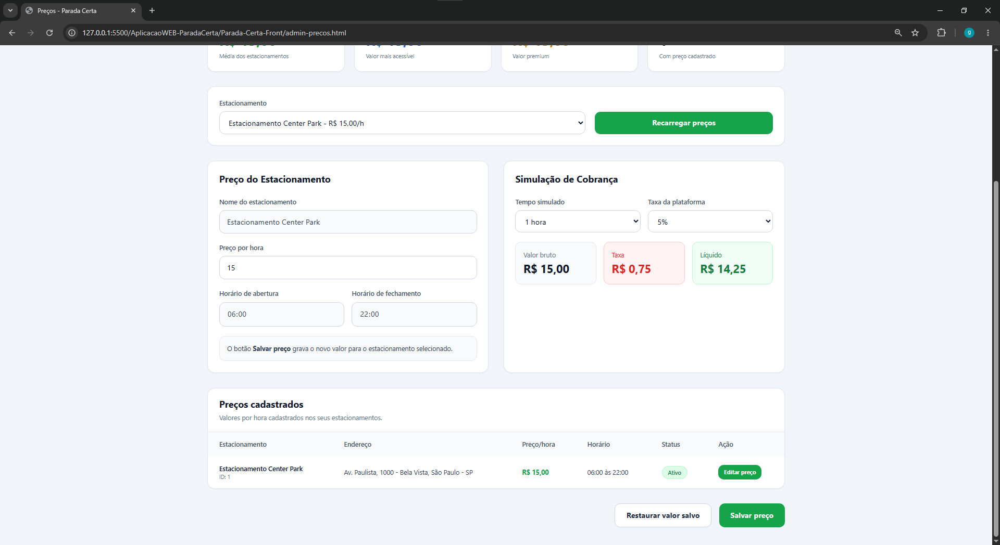 Preços - Parada Certa
127.0.0.1:5500/AplicacaoWEB-ParadaCerta/Parada-Certa-Front/admin-precos.html
g
Média dos estacionamentos
Valor mais acessível
Valor premium
Com preço cadastrado
Estacionamento
Estacionamento Center Park - R$ 15,00/h
Recarregar preços
Preço do Estacionamento
Nome do estacionamento
Estacionamento Center Park
Preço por hora
15
Horário de abertura
Horário de fechamento
06:00
22:00
O botão Salvar preço grava o novo valor para o estacionamento selecionado.
Simulação de Cobrança
Tempo simulado
Taxa da plataforma
1 hora
5%
Valor bruto
R$ 15,00
Taxa
R$ 0,75
Líquido
R$ 14,25
Preços cadastrados
Valores por hora cadastrados nos seus estacionamentos.
Estacionamento Endereço Preço/hora Horário Status Ação
Estacionamento Center Park Av. Paulista, 1000 - Bela Vista, São Paulo - SP R$ 15,00 06:00 às 22:00 Ativo Editar preço
ID: 1
Restaurar valor salvo
Salvar preço